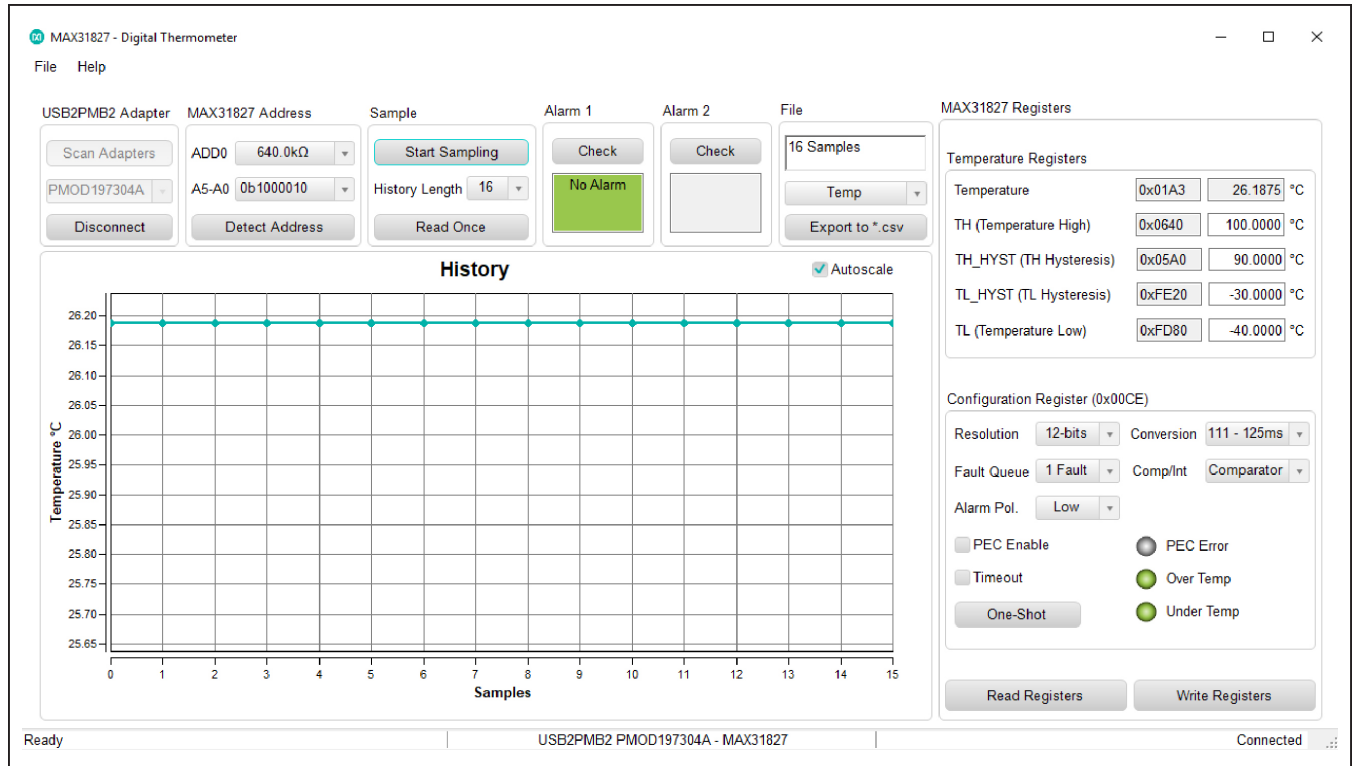 MAX31827 - Digital Thermometer
File Help
USB2PMB2 Adapter
Scan Adapters
PMOD197304A
Disconnect
MAX31827 Address
ADD0 640.0kΩ
A5-A0 0b1000010
Detect Address
Sample
Start Sampling
History Length 16
Read Once
Alarm 1
Check
No Alarm
Alarm 2
Check
File
16 Samples
Temp
Export to *.csv
History
Autoscale
Temperature °C
26.20
26.15
26.10
26.05
26.00
25.95
25.90
25.85
25.80
25.75
25.70
25.65
0 1 2 3 4 5 6 7 8 9 10 11 12 13 14 15
Samples
MAX31827 Registers
Temperature Registers
Temperature 0x01A3 26.1875 °C
TH (Temperature High) 0x0640 100.0000 °C
TH_HYST (TH Hysteresis) 0x05A0 90.0000 °C
TL_HYST (TL Hysteresis) 0xFE20 -30.0000 °C
TL (Temperature Low) 0xFD80 -40.0000 °C
Configuration Register (0x00CE)
Resolution 12-bits Conversion 111 - 125ms
Fault Queue 1 Fault Comp/Int Comparator
Alarm Pol. Low
PEC Enable PEC Error
Timeout Over Temp
One-Shot Under Temp
Read Registers Write Registers
Ready USB2PMB2 PMOD197304A - MAX31827 Connected